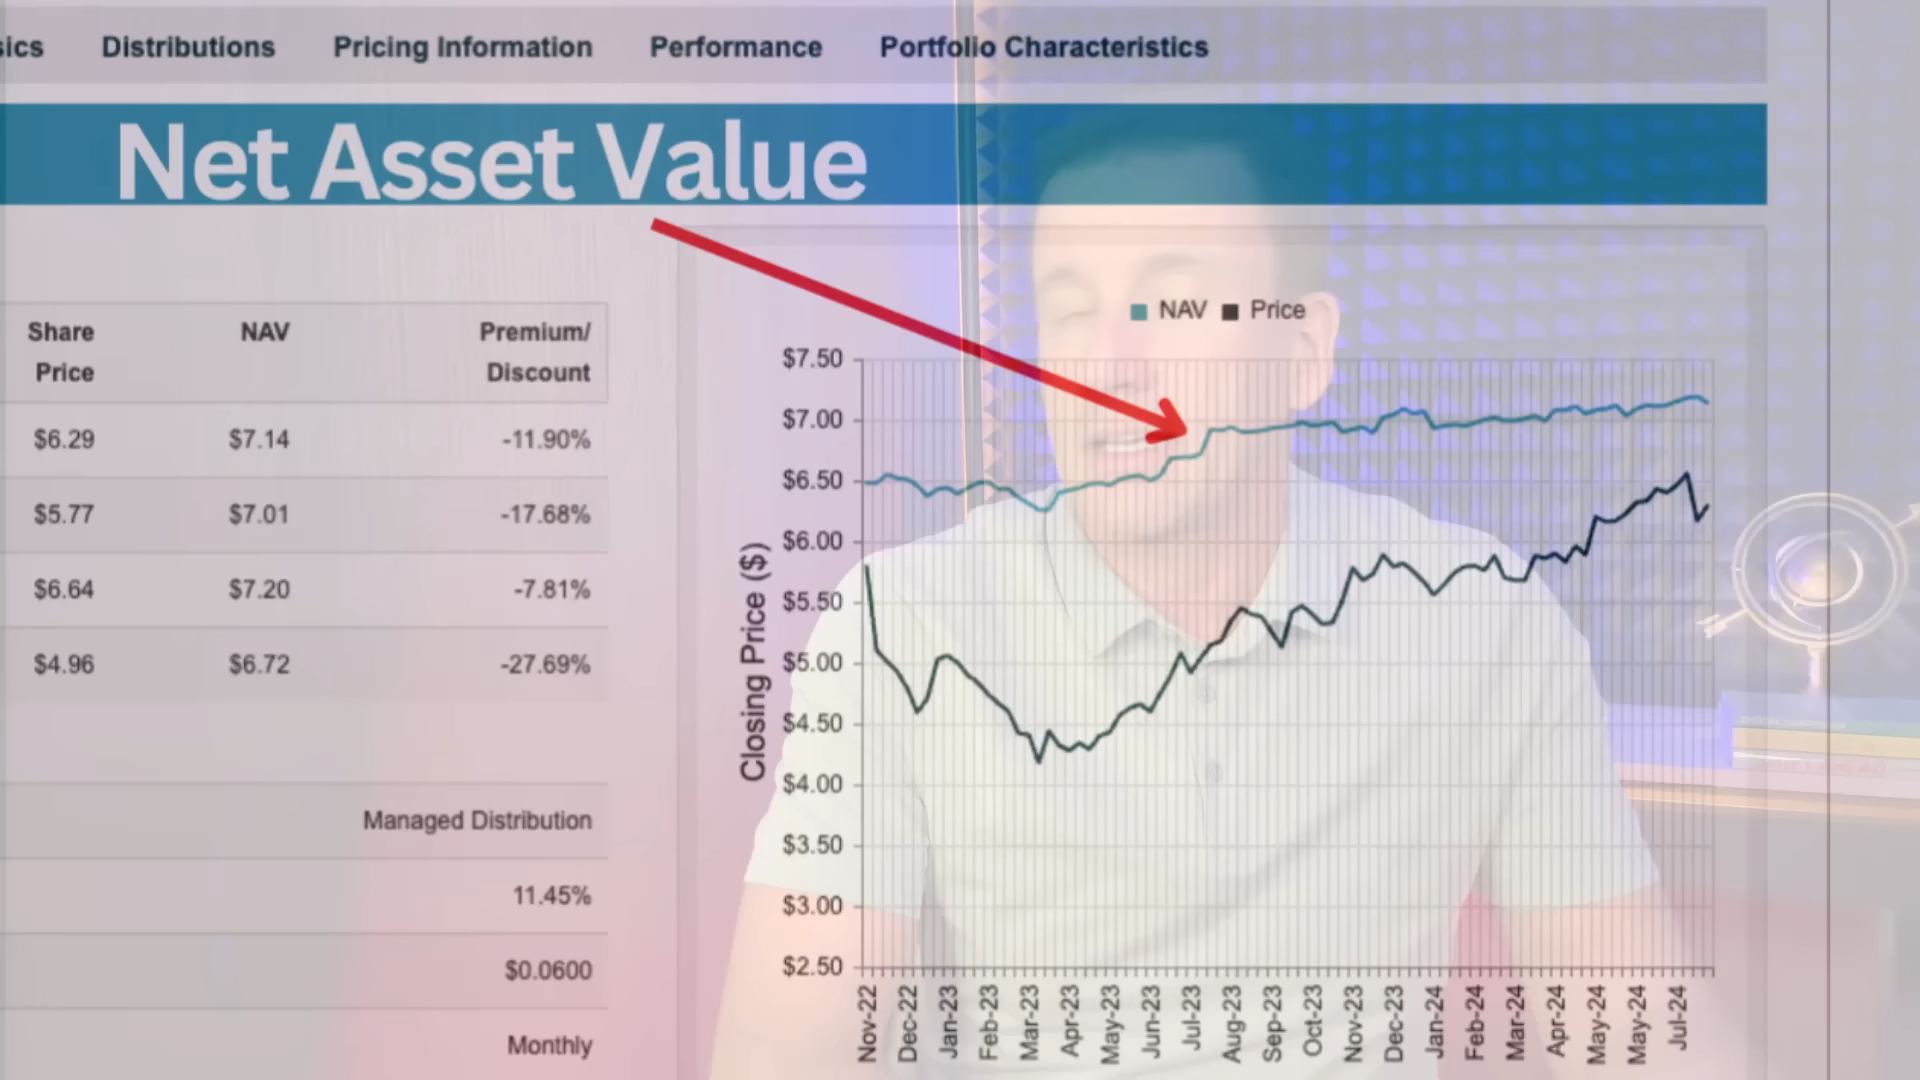 sics Distributions Pricing Information Performance Portfolio Characteristics
Net Asset Value
Share Price NAV Premium/ Discount
$6.29 $7.14 -11.90%
$5.77 $7.01 -17.68%
$6.64 $7.20 -7.81%
$4.96 $6.72 -27.69%
Managed Distribution
11.45%
$0.0600
Monthly
NAV Price
Closing Price ($)
$7.50
$7.00
$6.50
$6.00
$5.50
$5.00
$4.50
$4.00
$3.50
$3.00
$2.50
Nov-22 Dec-22 Jan-23 Feb-23 Mar-23 Apr-23 May-23 Jun-23 Jul-23 Aug-23 Sep-23 Oct-23 Nov-23 Dec-23 Jan-24 Feb-24 Mar-24 Apr-24 May-24 May-24 Jul-24